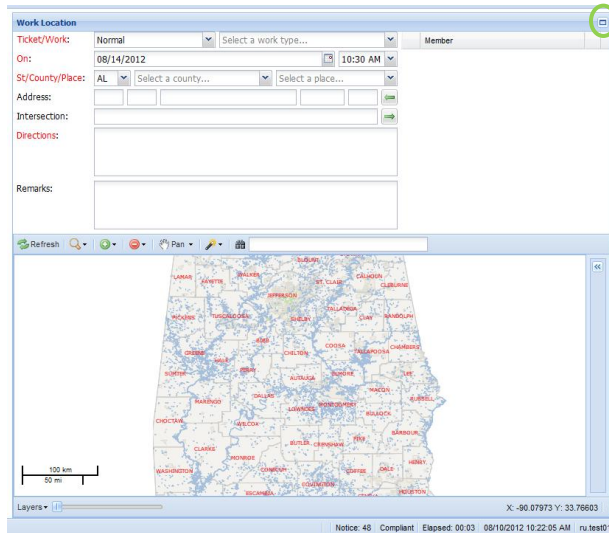 Work Location
Ticket/Work: Normal Select a work type... Member
On: 08/14/2012 10:30 AM
St/County/Place: AL Select a county... Select a place...
Address:
Intersection:
Directions:
Remarks:
Refresh Pan
BLOUNT
LAMAR FAYETTE WALKER ST. CLAIR CALHOUN CLEBURNE
JEFFERSON
PICKENS TUSCALOOSA SHELBY TALLADEGA CLAY RANDOLPH
BIBB CHILTON COOSA TALLAPOOSA CHAMBERS
GREENE HALE
SUMTER PERRY AUTAUGA ELMORE LEE
MARENGO DALLAS LOWNDES MONTGOMERY MACON RUSSELL
CHOCTAW WILCOX BULLOCK
CLARKE BUTLER CRENSHAW PIKE BARBOUR
WASHINGTON MONROE CONECUH COFFEE DALE HENRY
ESCAMBIA COVINGTON GENEVA HOUSTON
100 km
50 mi
Layers X: -90.07973 Y: 33.76603
Notice: 48 Compliant Elapsed: 00:03 08/10/2012 10:22:05 AM ru.test01